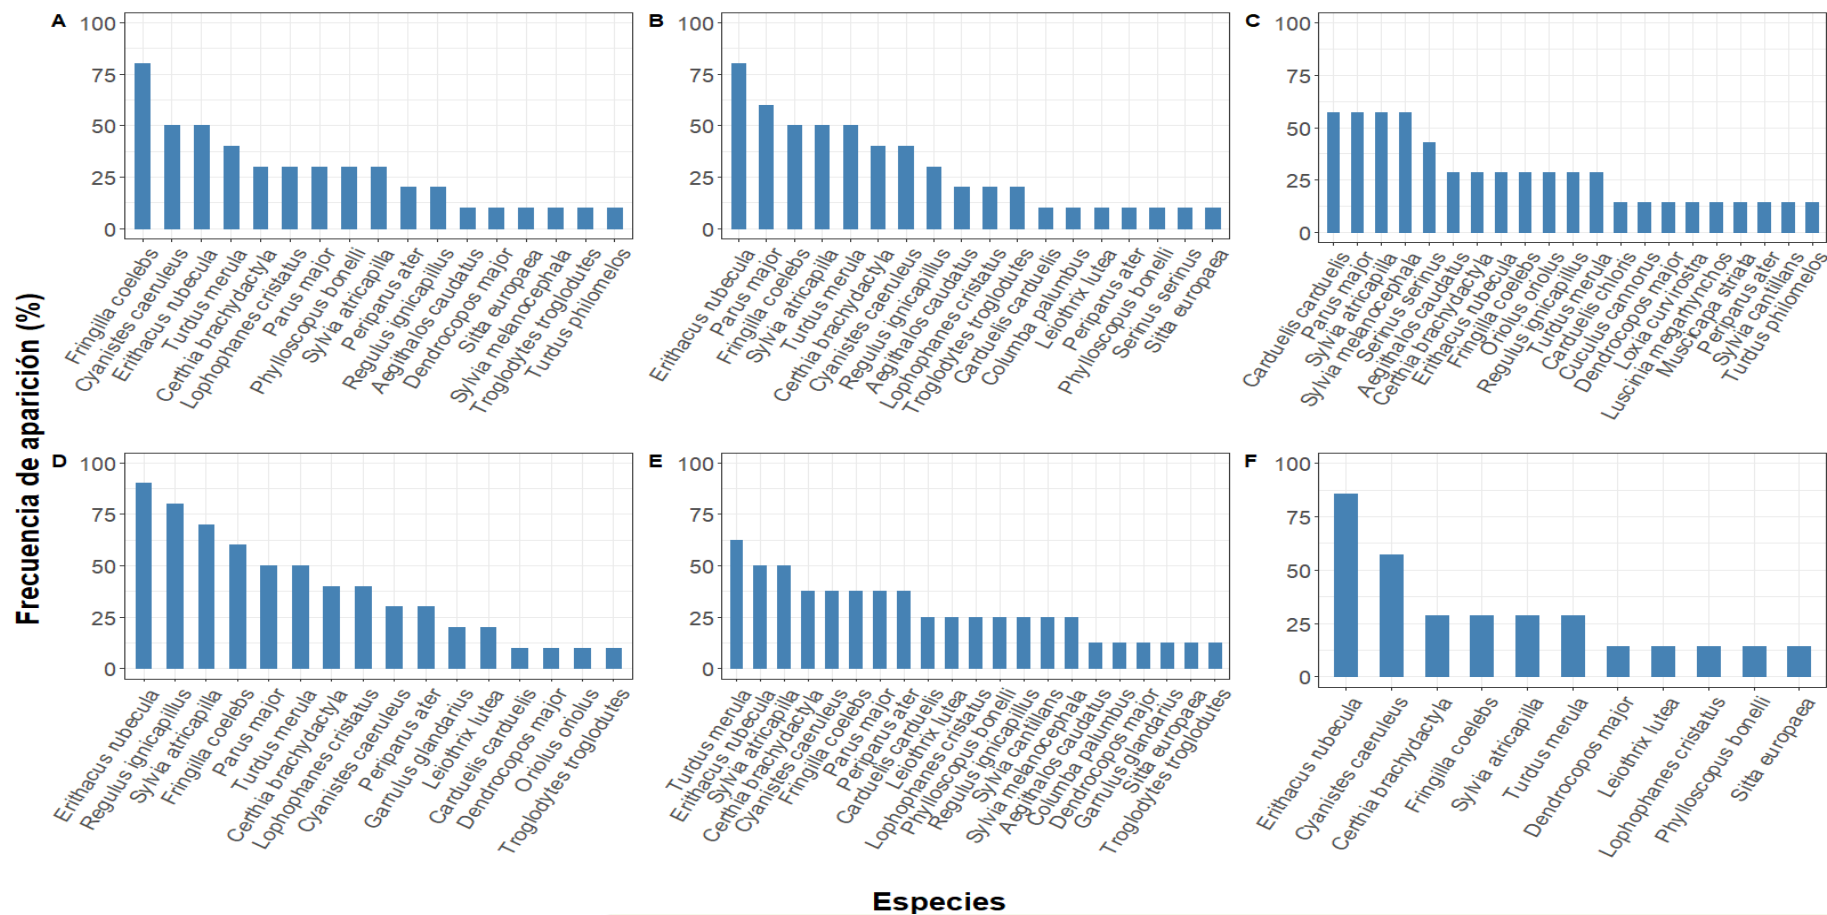 Frecuencia de aparición (%)
A
100
75
50
25
0
Fringilla coelebs
Cyanistes caeruleus
Erithacus rubecula
Turdus merula
Certhia brachydactyla
Lophophanes cristatus
Parus major
Phylloscopus bonelli
Sylvia atricapilla
Periparus ater
Regulus ignicapillus
Aegithalos caudatus
Dendrocopos major
Sitta europaea
Sylvia melanocephala
Troglodytes troglodutes
Turdus philomelos
B
100
75
50
25
0
Erithacus rubecula
Parus major
Fringilla coelebs
Sylvia atricapilla
Turdus merula
Certhia brachydactyla
Cyanistes caeruleus
Regulus ignicapillus
Aegithalos caudatus
Lophophanes cristatus
Troglodytes troglodutes
Carduelis carduelis
Columba palumbus
Leiothrix lutea
Periparus ater
Phylloscopus bonelli
Serinus serinus
Sitta europaea
C
100
75
50
25
0
Carduelis carduelis
Parus major
Sylvia atricapilla
Sylvia melanocephala
Serinus serinus
Aegithalos caudatus
Certhia brachydactyla
Erithacus rubecula
Fringilla coelebs
Oriolus oriolus
Regulus ignicapillus
Turdus merula
Carduelis chloris
Cuculus cannorus
Dendrocopos major
Loxia curvirostra
Luscinia megarhynchos
Muscicapa striata
Periparus ater
Sylvia cantillans
Turdus philomelos
D
100
75
50
25
0
Erithacus rubecula
Regulus ignicapillus
Sylvia atricapilla
Fringilla coelebs
Parus major
Turdus merula
Certhia brachydactyla
Lophophanes cristatus
Cyanistes caeruleus
Periparus ater
Garrulus glandarius
Leiothrix lutea
Carduelis carduelis
Dendrocopos major
Oriolus oriolus
Troglodytes troglodutes
E
100
75
50
25
0
Turdus merula
Erithacus rubecula
Sylvia atricapilla
Certhia brachydactyla
Cyanistes caeruleus
Fringilla coelebs
Parus major
Periparus ater
Carduelis carduelis
Leiothrix lutea
Lophophanes cristatus
Phylloscopus bonelli
Regulus ignicapillus
Sylvia cantillans
Sylvia melanocephala
Aegithalos caudatus
Columba palumbus
Dendrocopos major
Garrulus glandarius
Sitta europaea
Troglodytes troglodutes
F
100
75
50
25
0
Erithacus rubecula
Cyanistes caeruleus
Certhia brachydactyla
Fringilla coelebs
Sylvia atricapilla
Turdus merula
Dendrocopos major
Leiothrix lutea
Lophophanes cristatus
Phylloscopus bonelli
Sitta europaea
Especies